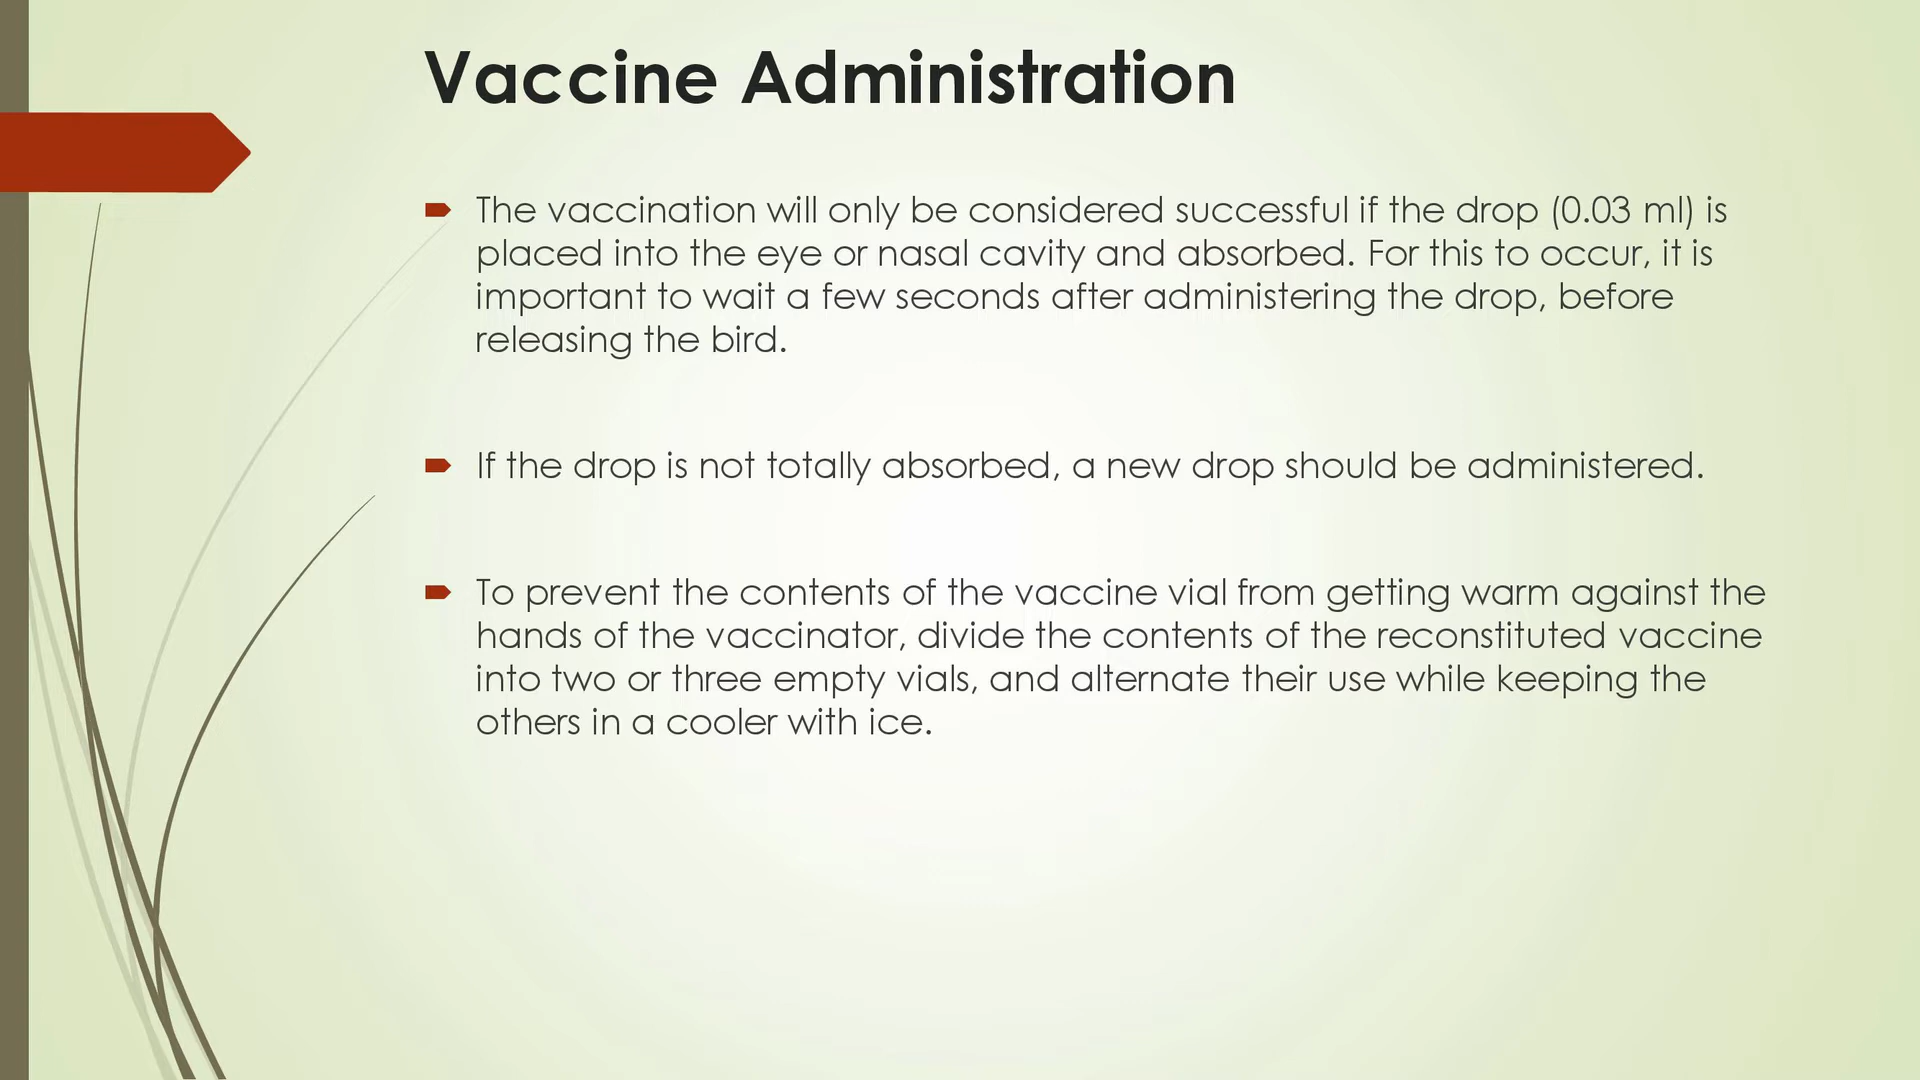 Vaccine Administration
The vaccination will only be considered successful if the drop (0.03 ml) is
placed into the eye or nasal cavity and absorbed. For this to occur, it is
important to wait a few seconds after administering the drop, before
releasing the bird.
If the drop is not totally absorbed, a new drop should be administered.
To prevent the contents of the vaccine vial from getting warm against the
hands of the vaccinator, divide the contents of the reconstituted vaccine
into two or three empty vials, and alternate their use while keeping the
others in a cooler with ice.